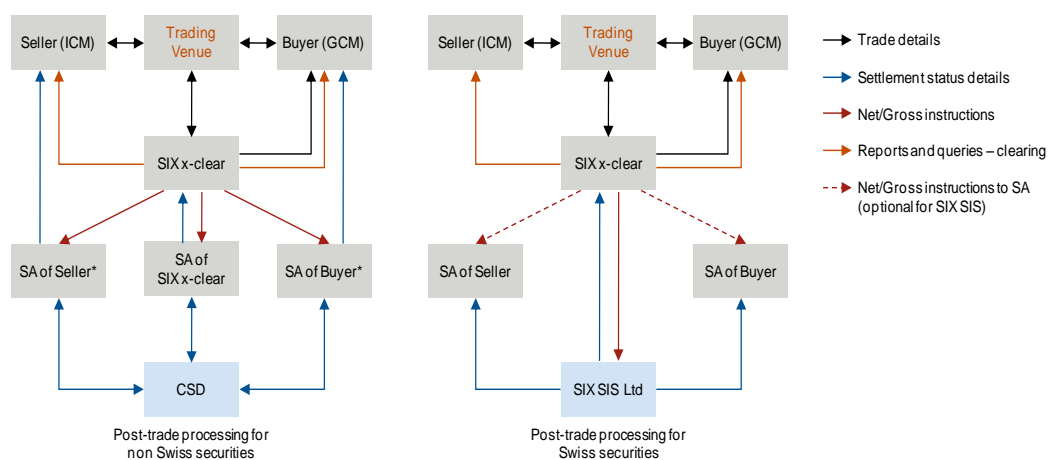 Seller (ICM)
Trading
Venue
Buyer (GCM)
SIX x-clear
SA of Seller*
SA of
SIX x-clear
SA of Buyer*
CSD
Post-trade processing for
non Swiss securities
Seller (ICM)
Trading
Venue
Buyer (GCM)
SIX x-clear
SA of Seller
SA of Buyer
SIX SIS Ltd
Post-trade processing for
Swiss securities
Trade details
Settlement status details
Net/Gross instructions
Reports and queries – clearing
Net/Gross instructions to SA
(optional for SIX SIS)